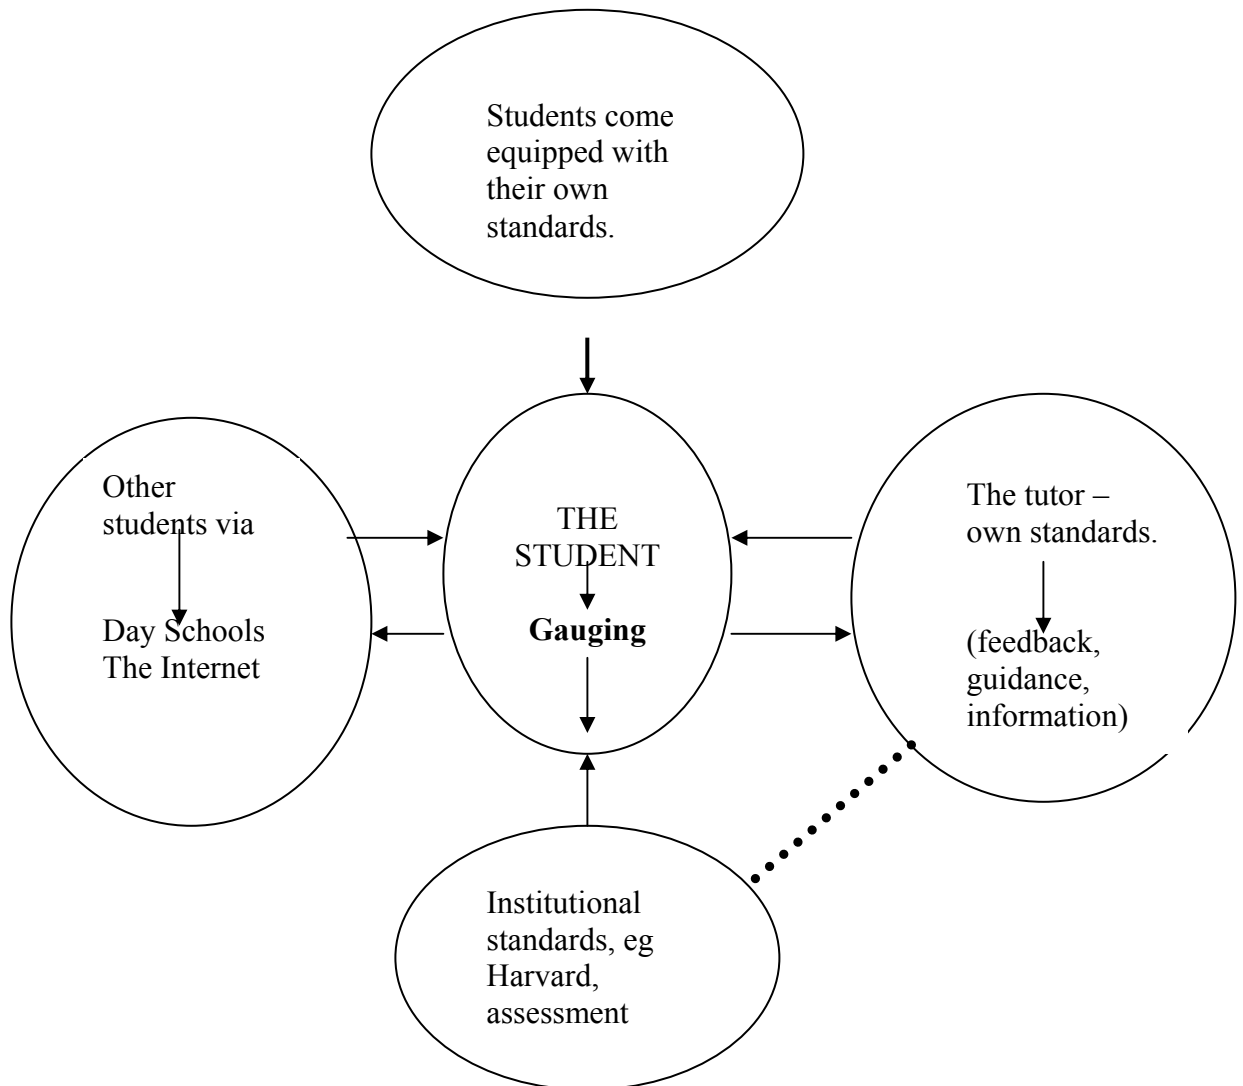 Students come
equipped with
their own
standards.
Other
students via
Day Schools
The Internet
THE
STUDENT
Gauging
The tutor –
own standards.
(feedback,
guidance,
information)
Institutional
standards, eg
Harvard,
assessment